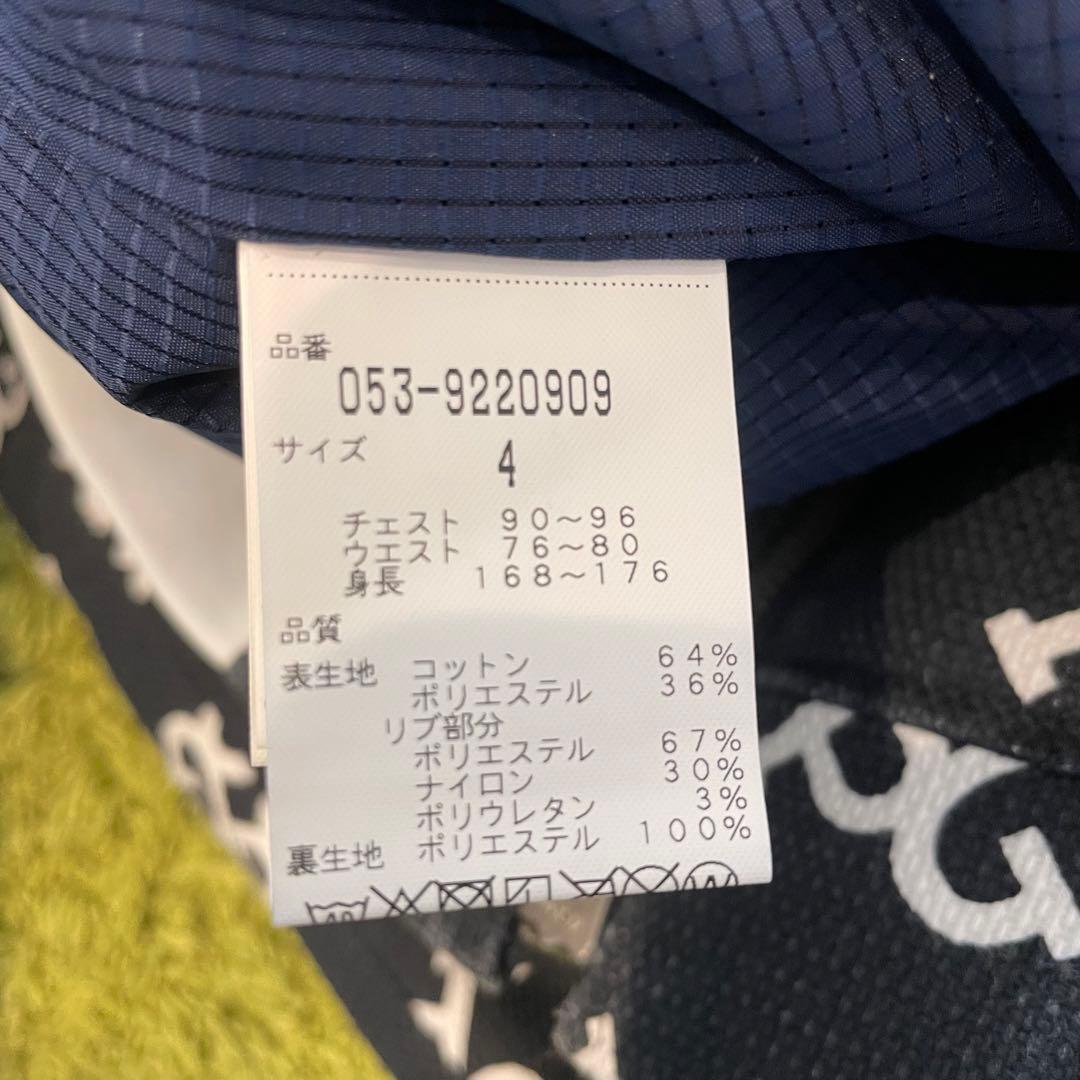 品番
053-9220909
サイズ 4
チェスト 90～96
ウエスト 76～80
身長 168～176
品質
表生地 コットン 64%
ポリエステル 36%
リブ部分
ポリエステル 67%
ナイロン 30%
ポリウレタン 3%
裏生地 ポリエステル 100%